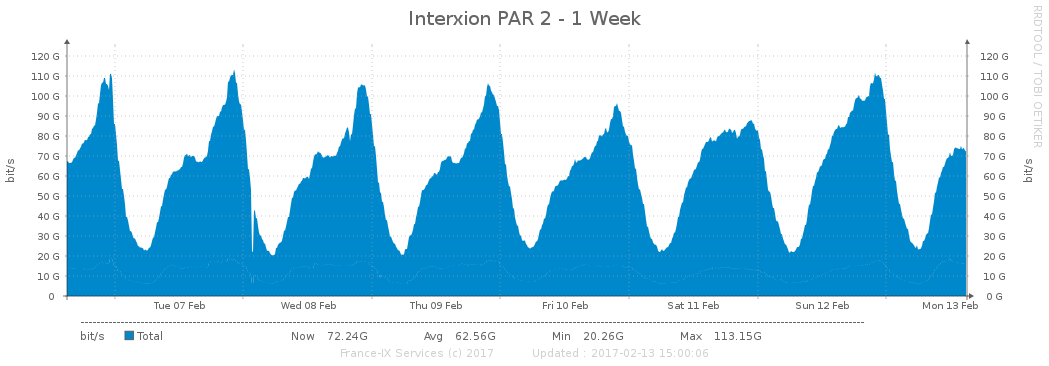 Interxion PAR 2 - 1 Week
RRDTOOL / TOBI OETIKER
bit/s
120 G
110 G
100 G
90 G
80 G
70 G
60 G
50 G
40 G
30 G
20 G
10 G
0
120 G
110 G
100 G
90 G
80 G
70 G
60 G
50 G
40 G
30 G
20 G
10 G
0 G
bit/s
Tue 07 Feb Wed 08 Feb Thu 09 Feb Fri 10 Feb Sat 11 Feb Sun 12 Feb Mon 13 Feb
bit/s Total Now 72.24G Avg 62.56G Min 20.26G Max 113.15G
France-IX Services (c) 2017 Updated : 2017-02-13 15:00:06